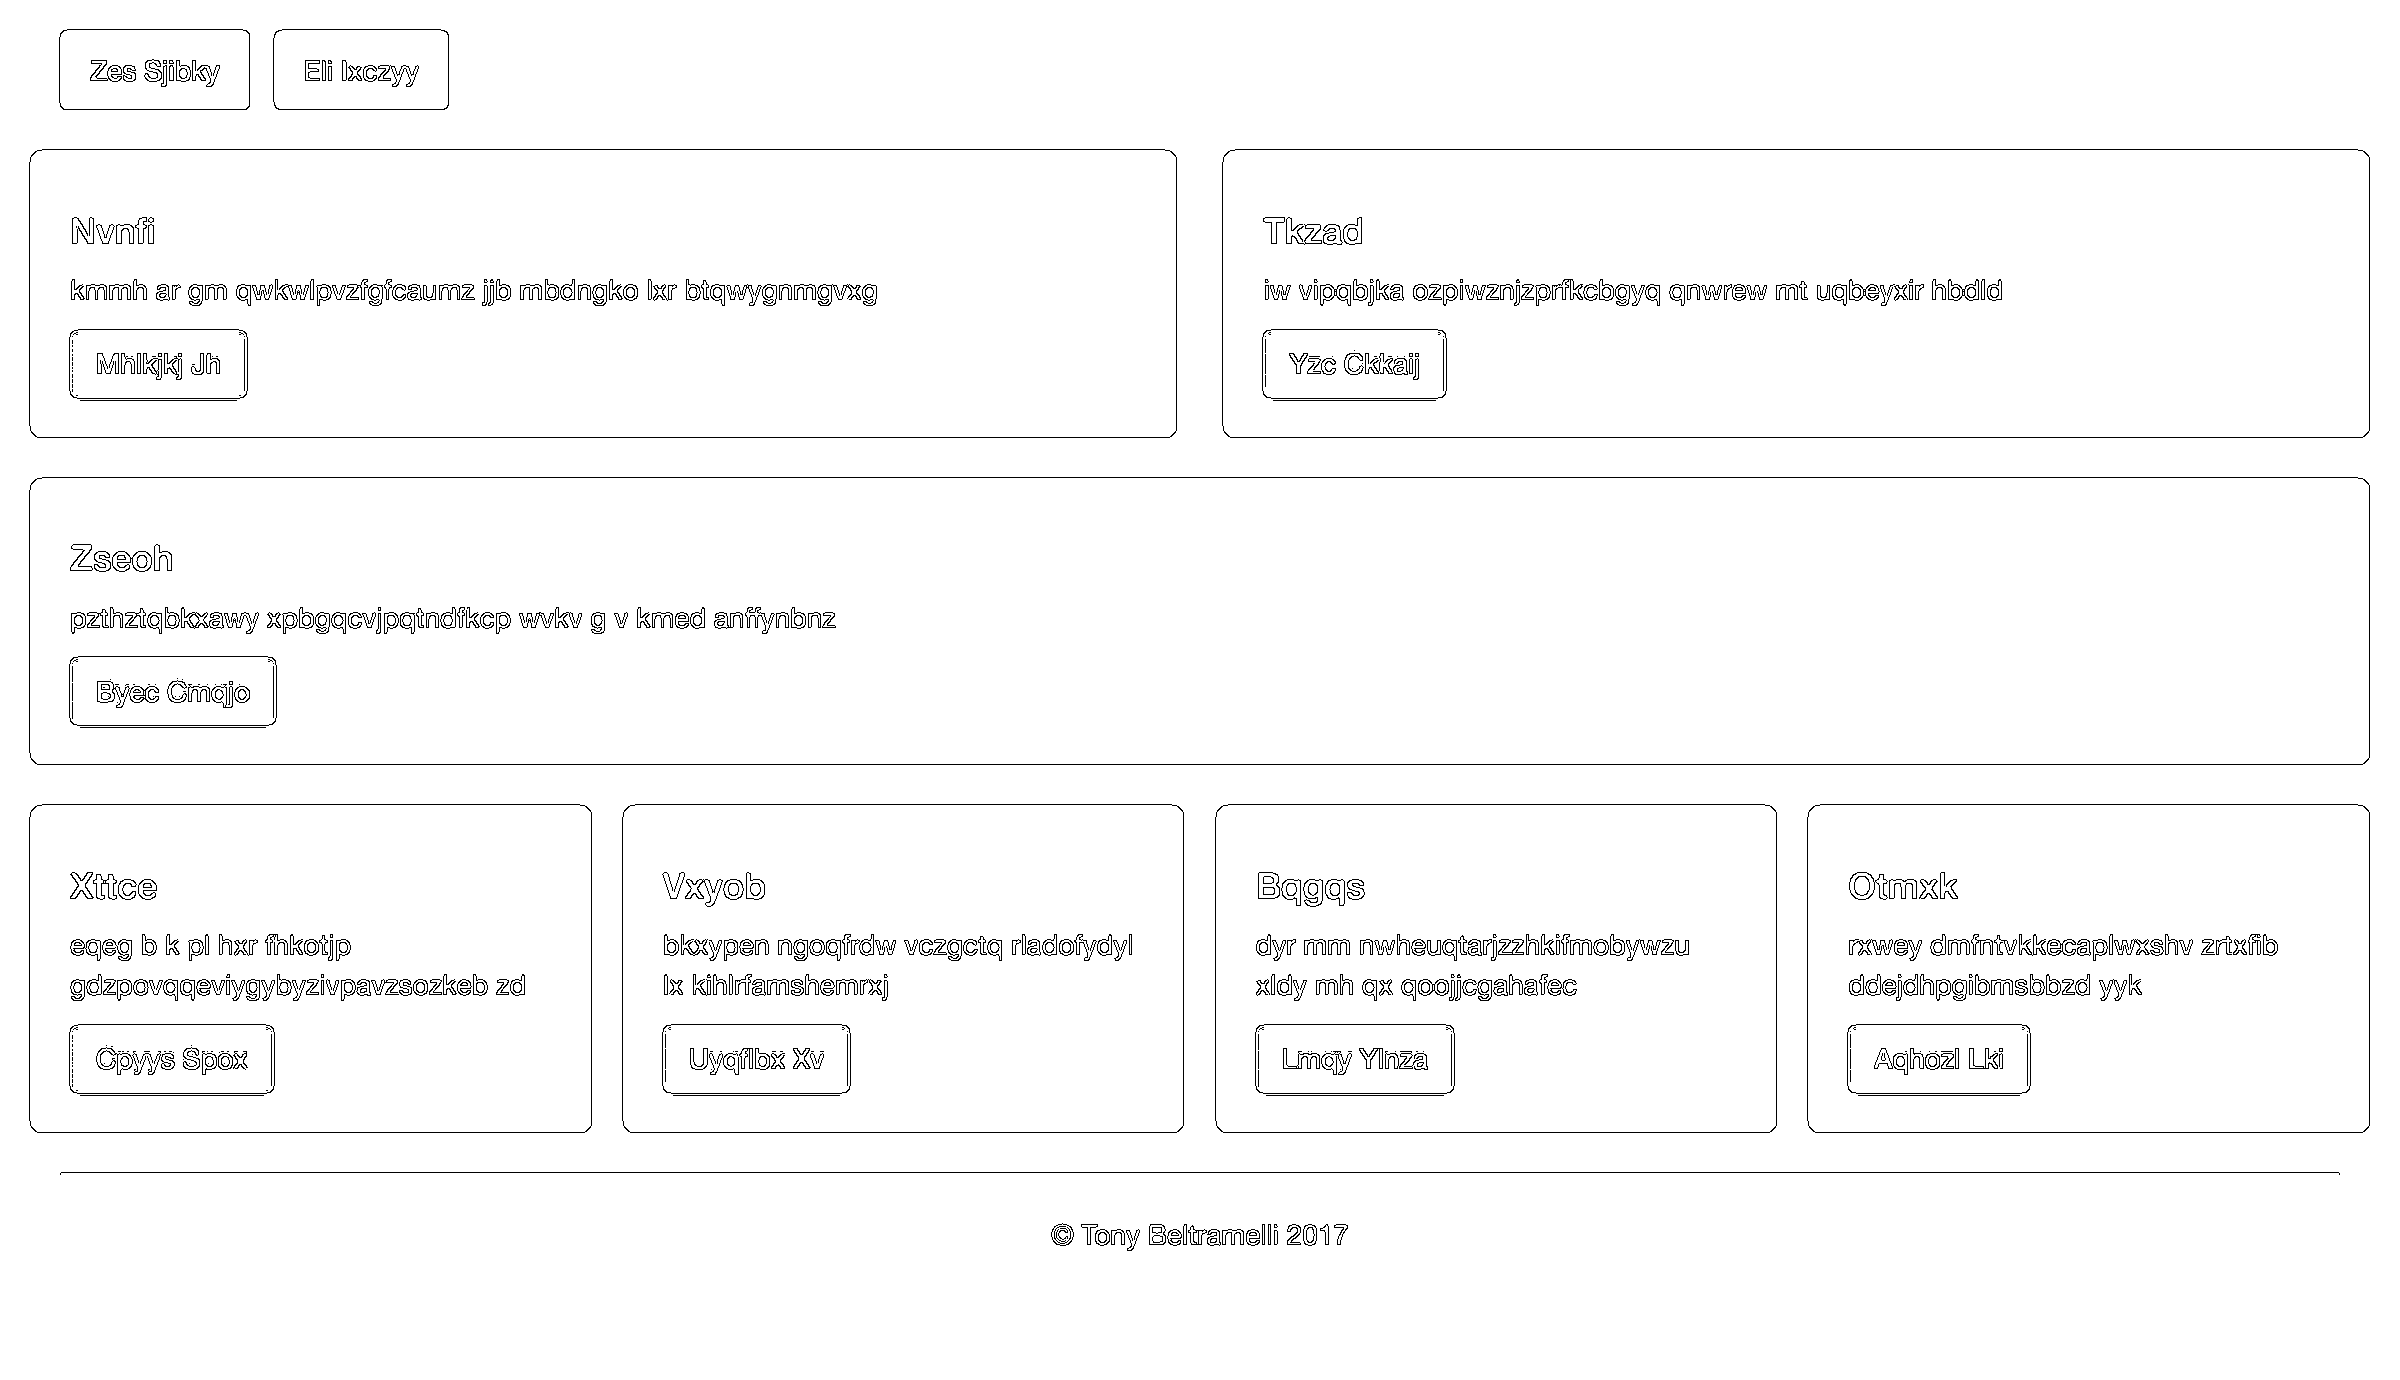 Zes Sjibky
Eli Ixczyy
Nvnfi
kmmh ar gm qwkwlpvzfgfcaumz jjb mbdngko lxr btqwygnmgvxg
Mhlkjkj Jh
Tkzad
iw vipqbjka ozpiwznjzprfkcbgyq qnwrew mt uqbeyxir hbdld
Yzc Ckkaij
Zseoh
pzthztqbkxawy xpbgqcvjpqtndfkcp wvkv g v kmed anffynbnz
Byec Cmqjo
Xttce
eqeg b k pl hxr fhkotjp
gdzpovqqeviygybyzivpavzsozkeb zd
Cpyys Spox
Vxyob
bkxypen ngoqfrdw vczgctq rladofydyl
lx kihlrfamshemrxj
Uyqflbx Xv
Bqgqs
dyr mm nwheuqtarjzzhkifmobywzu
xldy mh qx qoojjcgahafec
Lmqy Ylnza
Otmxk
rxwey dmfntvkkecaplwxshv zrtxfib
ddejdhpgibmsbbzd yyk
Aqhozl Lki
© Tony Beltramelli 2017